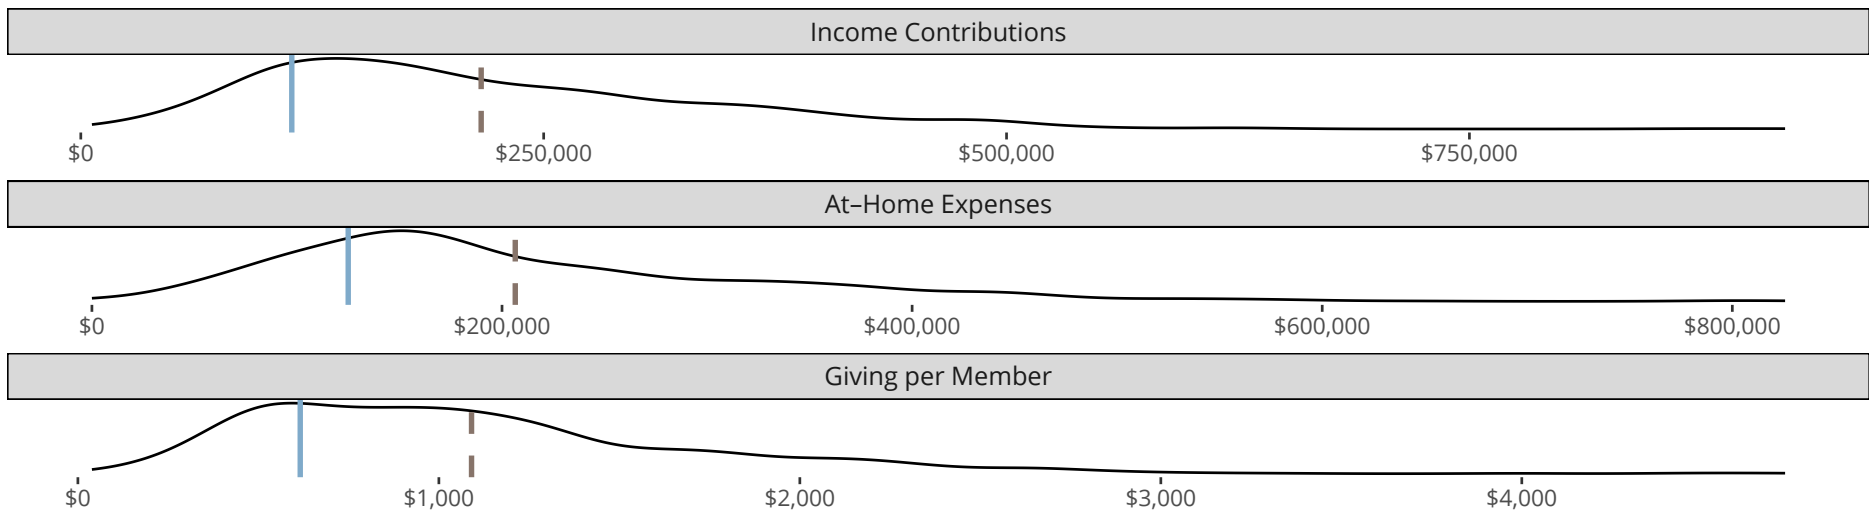 Income Contributions
$0 $250,000 $500,000 $750,000
At–Home Expenses
$0 $200,000 $400,000 $600,000 $800,000
Giving per Member
$0 $1,000 $2,000 $3,000 $4,000